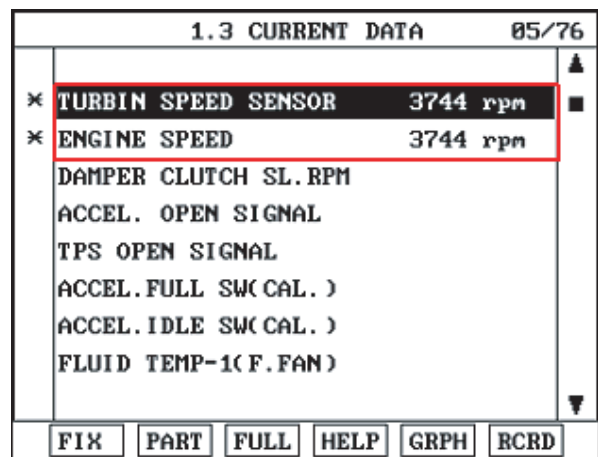 1.3 CURRENT DATA 05/76
* TURBIN SPEED SENSOR 3744 rpm
* ENGINE SPEED 3744 rpm
DAMPER CLUTCH SL.RPM
ACCEL. OPEN SIGNAL
TPS OPEN SIGNAL
ACCEL.FULL SW(CAL.)
ACCEL.IDLE SW(CAL.)
FLUID TEMP-1(F.FAN)
FIX PART FULL HELP GRPH RCRD